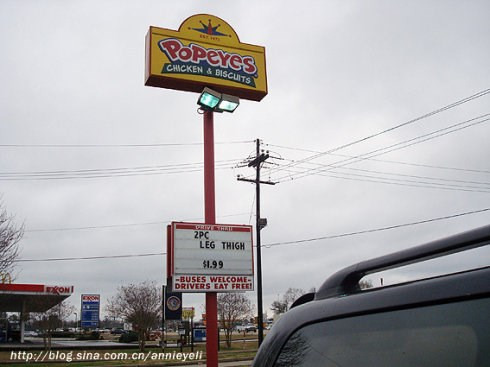 POPEYES
CHICKEN & BISCUITS
DRIVE THRU
2PC
LEG THIGH
$1.99
BUSES WELCOME
DRIVERS EAT FREE!
EXXON
EXXON
http://blog.sina.com.cn/annieyeli